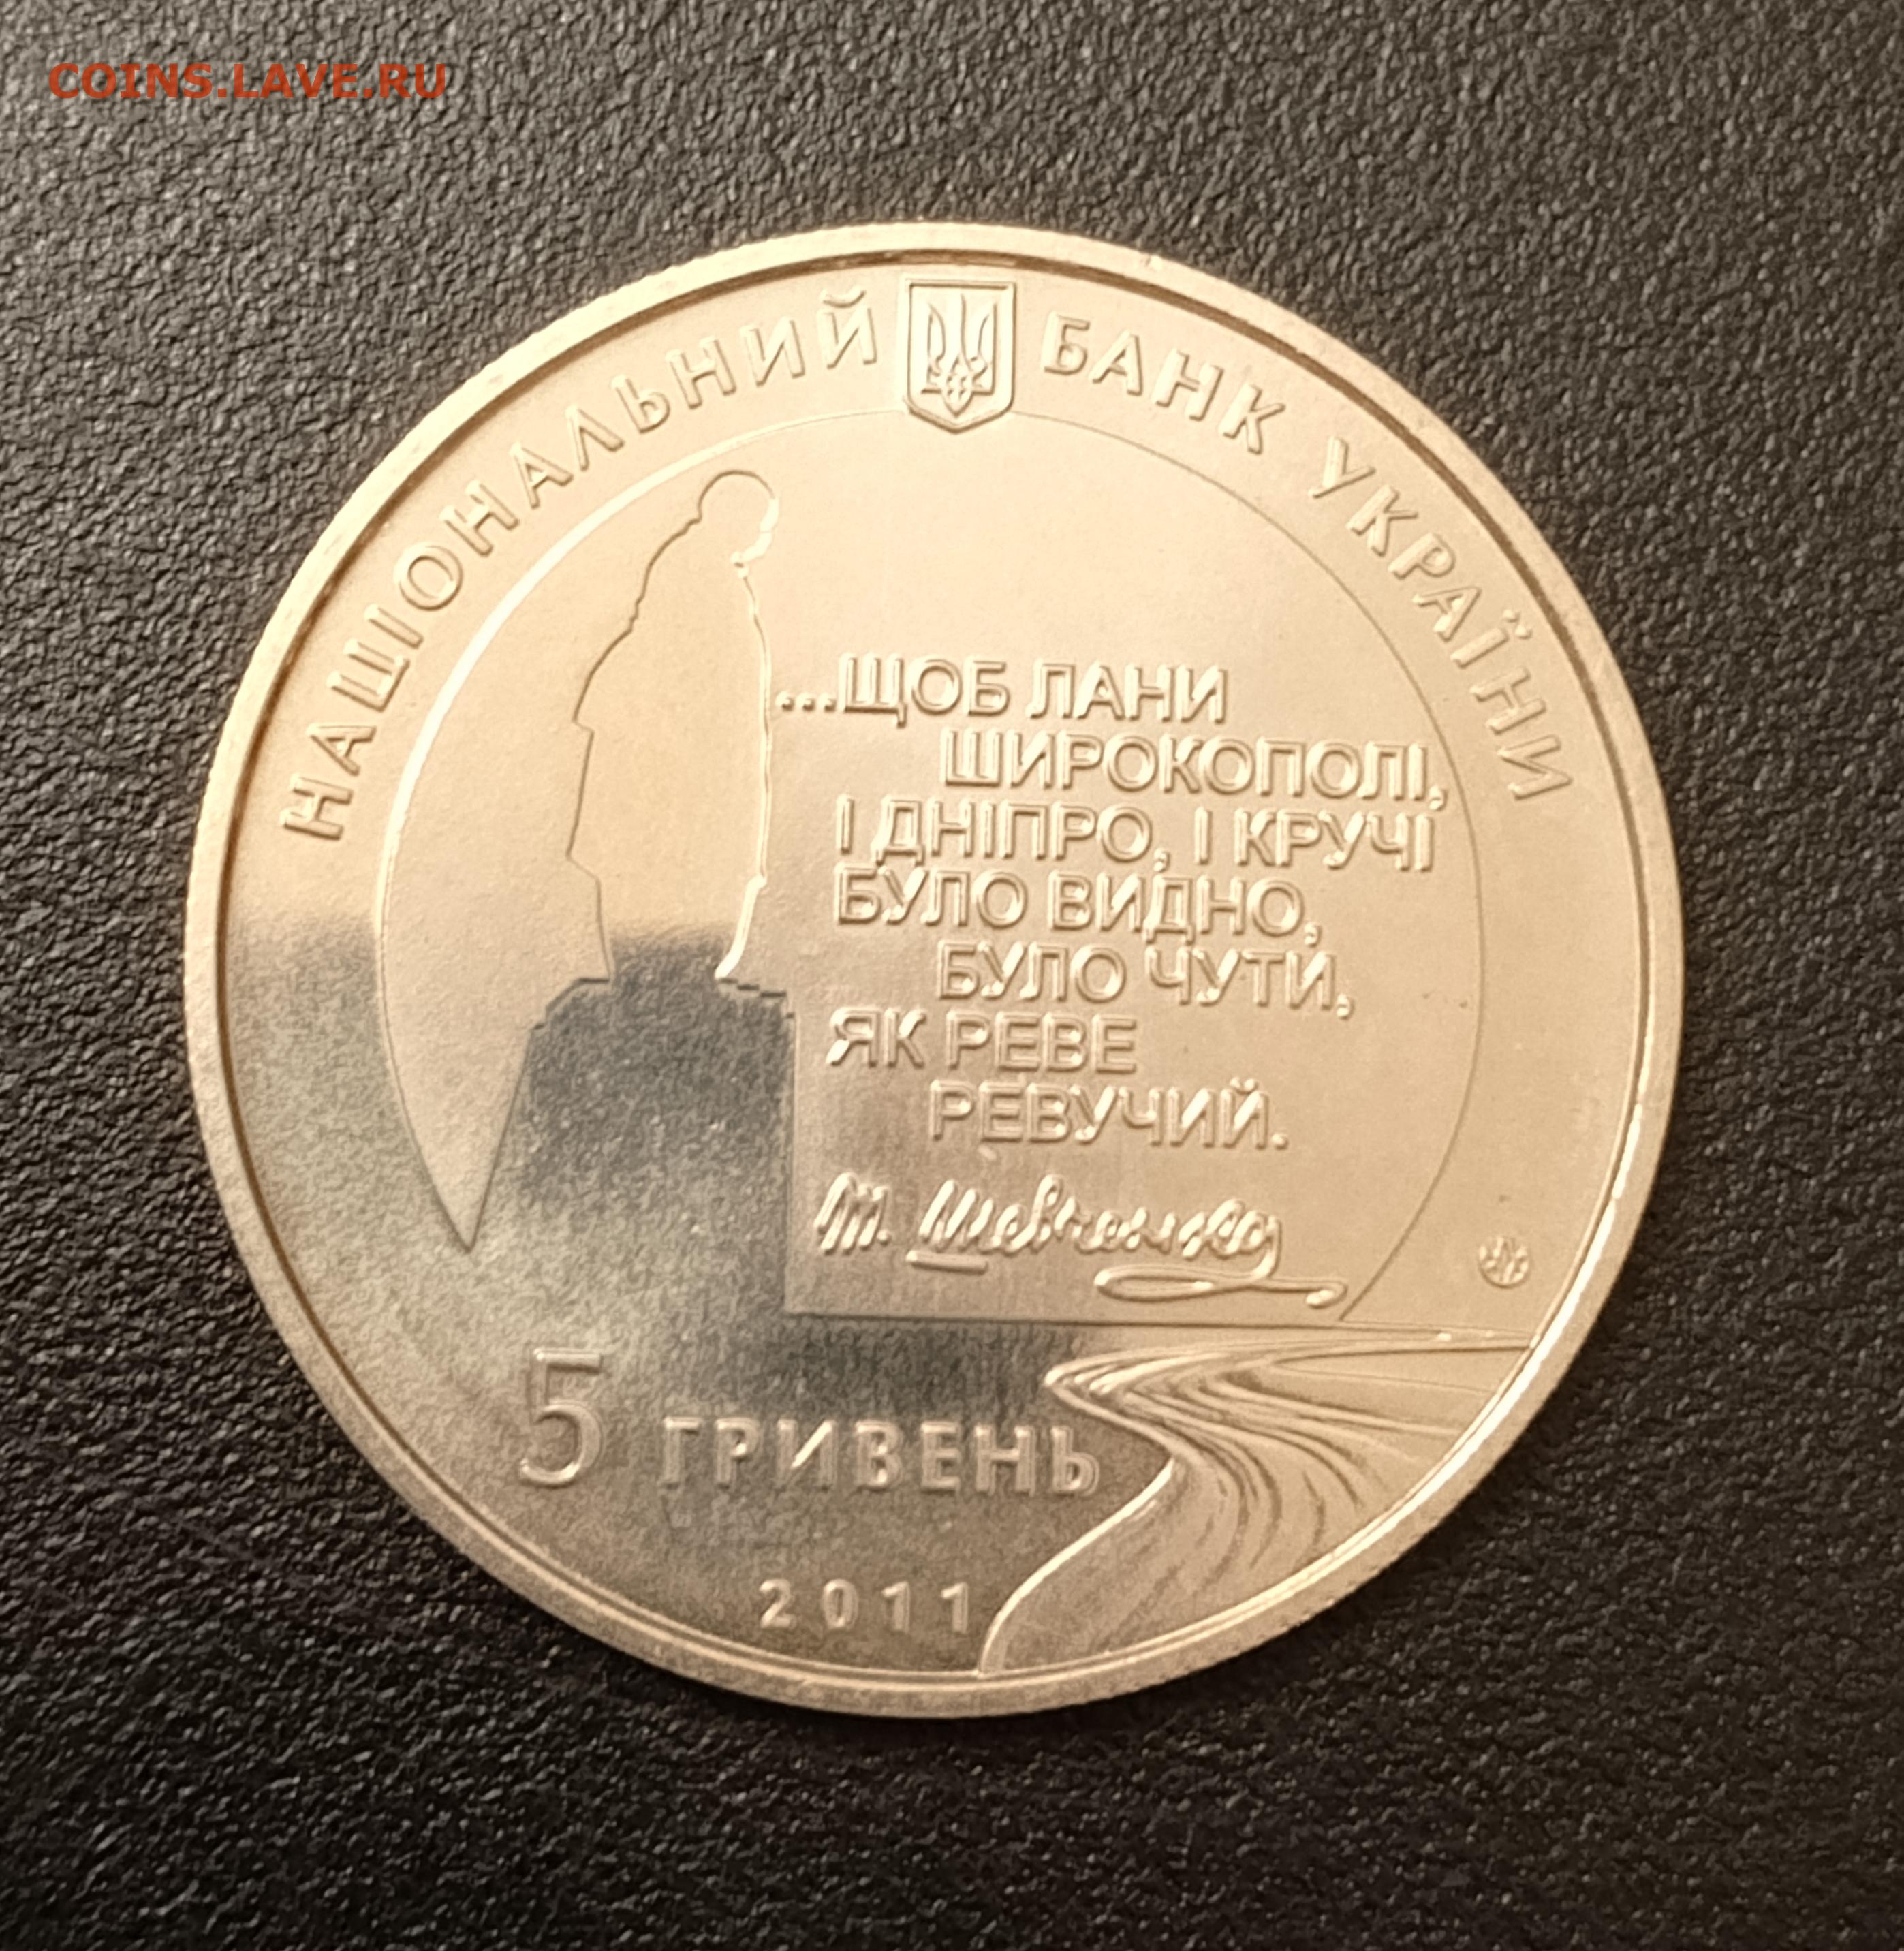 COINS.LAVE.RU
НАЦІОНАЛЬНИЙ БАНК УКРАЇНИ
...ЩОБ ЛАНИ
ШИРОКОПОЛІ,
І ДНІПРО, І КРУЧІ
БУЛО ВИДНО,
БУЛО ЧУТИ,
ЯК РЕВЕ
РЕВУЧИЙ.
Т. Шевченко
5 ГРИВЕНЬ
2011